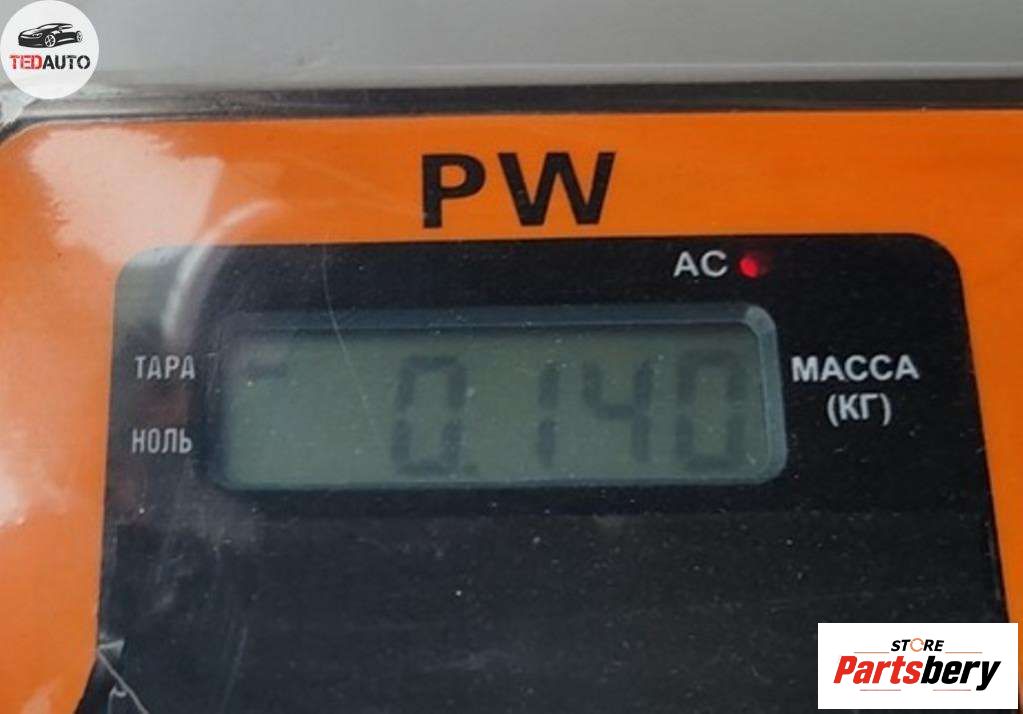 TEDAUTO
PW
AC
ТАРА
0.140
МАССА
(КГ)
НОЛЬ
STORE
Partsbery